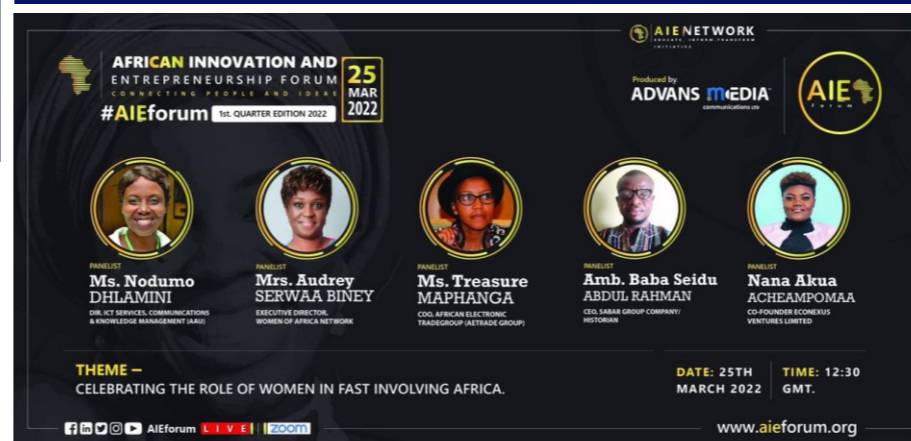 AIENETWORK
EDUCATE. INFORM. TRANSFORM
INITIATIVE
AFRICAN INNOVATION AND
ENTREPRENEURSHIP FORUM
CONNECTING PEOPLE AND IDEAS
#AIEforum 1st. QUARTER EDITION 2022
25
MAR
2022
Produced by.
ADVANS MEDIA
communications LTD
AIE
forum
PANELIST
Ms. Nodumo
DHLAMINI
DIR. ICT SERVICES, COMMUNICATIONS
& KNOWLEDGE MANAGEMENT (AAU)
PANELIST
Mrs. Audrey
SERWAA BINEY
EXECUTIVE DIRECTOR,
WOMEN OF AFRICA NETWORK
PANELIST
Ms. Treasure
MAPHANGA
COO, AFRICAN ELECTRONIC
TRADEGROUP (AETRADE GROUP)
PANELIST
Amb. Baba Seidu
ABDUL RAHMAN
CEO, SABAR GROUP COMPANY/
HISTORIAN
PANELIST
Nana Akua
ACHEAMPOMAA
CO-FOUNDER ECONEXUS
VENTURES LIMITED
THEME –
CELEBRATING THE ROLE OF WOMEN IN FAST INVOLVING AFRICA.
DATE: 25TH
MARCH 2022
TIME: 12:30
GMT.
AIEforum LIVE zoom
www.aieforum.org